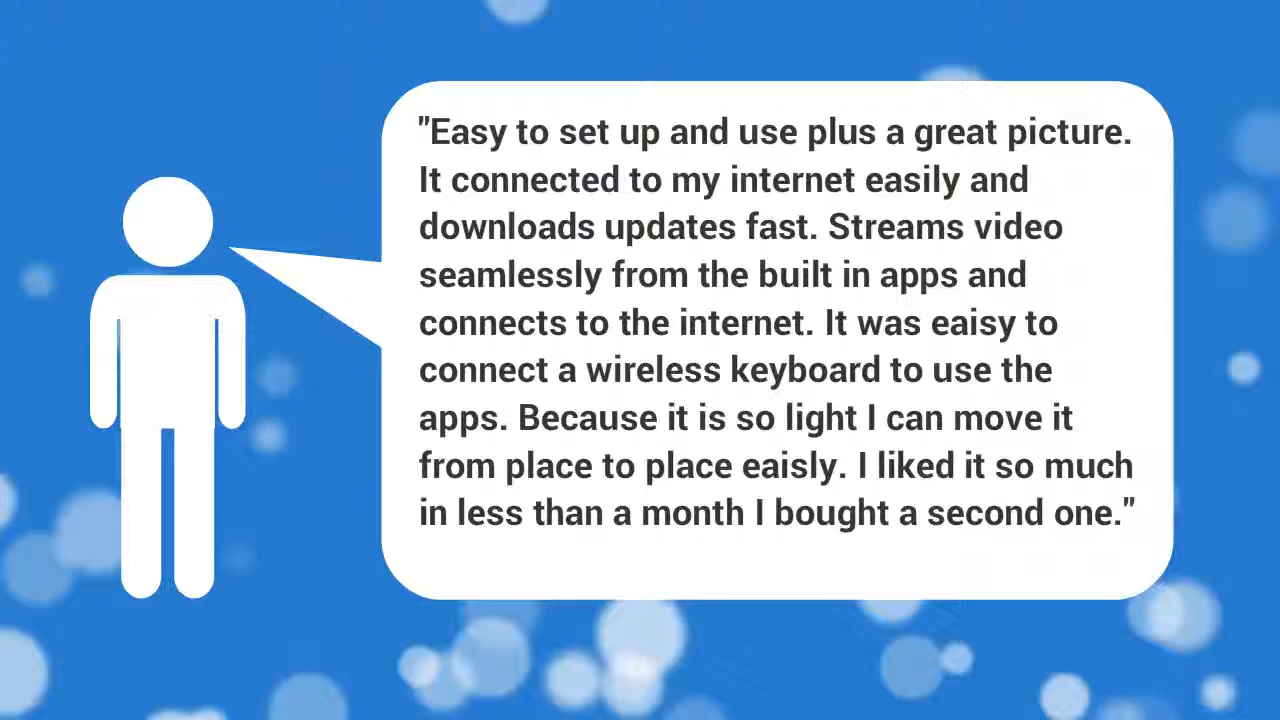 "Easy to set up and use plus a great picture.
It connected to my internet easily and
downloads updates fast. Streams video
seamlessly from the built in apps and
connects to the internet. It was eaisy to
connect a wireless keyboard to use the
apps. Because it is so light I can move it
from place to place eaisly. I liked it so much
in less than a month I bought a second one."